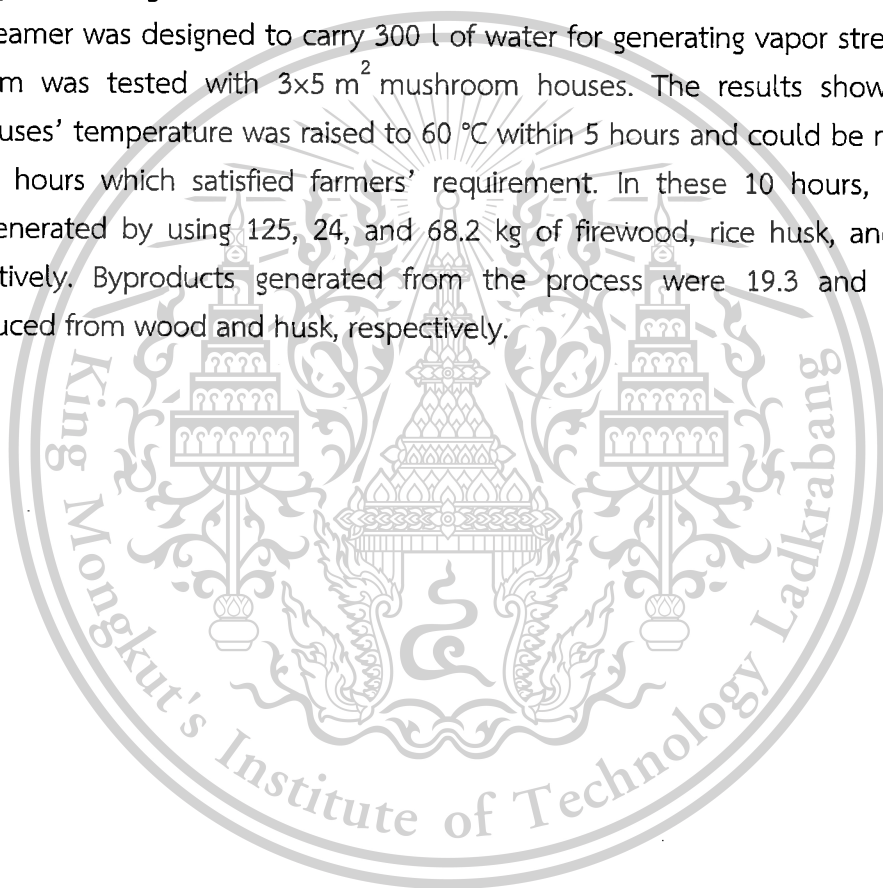 eamer was designed to carry 300 l of water for generating vapor stre
m was tested with 3×5 m² mushroom houses. The results show
uses' temperature was raised to 60 °C within 5 hours and could be r
hours which satisfied farmers' requirement. In these 10 hours,
enerated by using 125, 24, and 68.2 kg of firewood, rice husk, an
tively. Byproducts generated from the process were 19.3 and
uced from wood and husk, respectively.
King Mongkut's Institute of Technology Ladkrabang